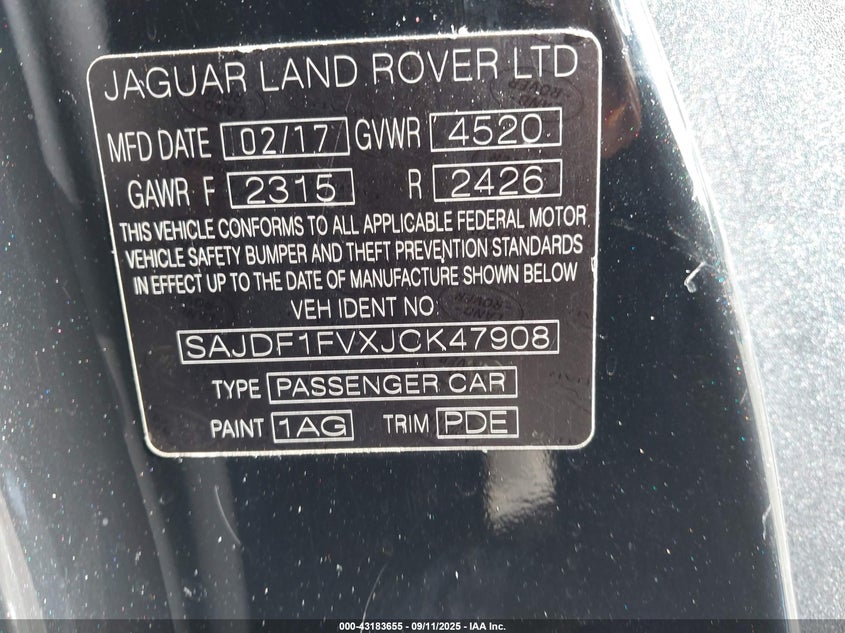 JAGUAR LAND ROVER LTD
MFD DATE 02/17 GVWR 4520
GAWR F 2315 R 2426
THIS VEHICLE CONFORMS TO ALL APPLICABLE FEDERAL MOTOR
VEHICLE SAFETY BUMPER AND THEFT PREVENTION STANDARDS
IN EFFECT UP TO THE DATE OF MANUFACTURE SHOWN BELOW
VEH IDENT NO.
SAJDF1FVXJCK47908
TYPE PASSENGER CAR
PAINT 1AG TRIM PDE
000-43183655 - 09/11/2025 - IAA Inc.